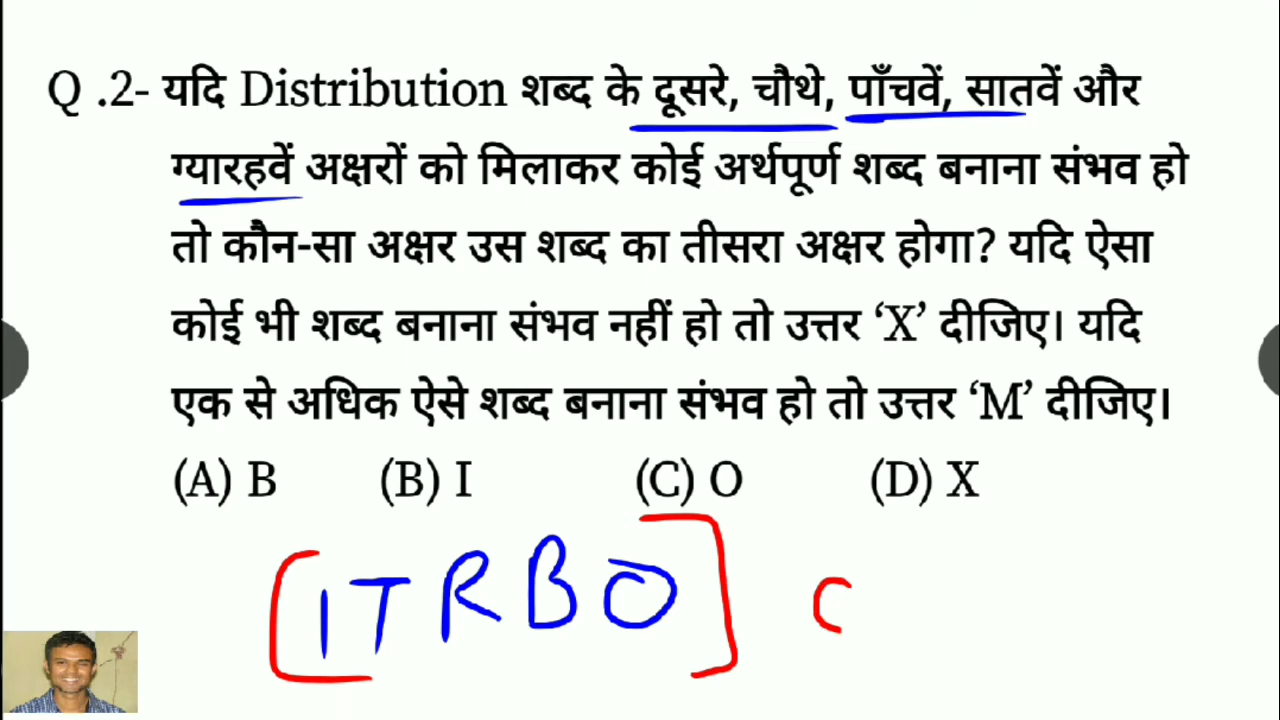 Q .2- यदि Distribution शब्द के दूसरे, चौथे, पाँचवें, सातवें और
ग्यारहवें अक्षरों को मिलाकर कोई अर्थपूर्ण शब्द बनाना संभव हो
तो कौन-सा अक्षर उस शब्द का तीसरा अक्षर होगा? यदि ऐसा
कोई भी शब्द बनाना संभव नहीं हो तो उत्तर ‘X’ दीजिए। यदि
एक से अधिक ऐसे शब्द बनाना संभव हो तो उत्तर ‘M’ दीजिए।
(A) B (B) I (C) O (D) X
[ITRBO] C